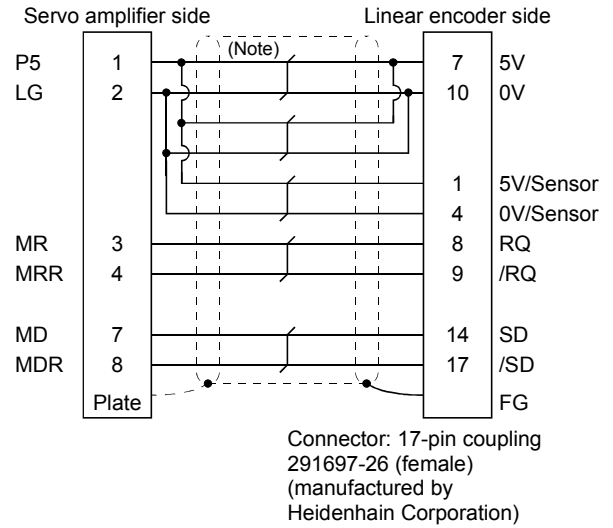 Servo amplifier side Linear encoder side
(Note)
P5 1 7 5V
LG 2 10 0V
1 5V/Sensor
4 0V/Sensor
MR 3 8 RQ
MRR 4 9 /RQ
MD 7 14 SD
MDR 8 17 /SD
Plate FG
Connector: 17-pin coupling
291697-26 (female)
(manufactured by
Heidenhain Corporation)